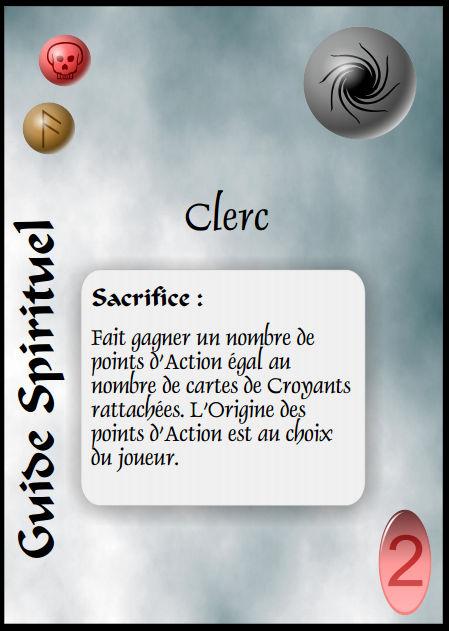 Clerc
Guide Spirituel
Sacrifice :
Fait gagner un nombre de
points d'Action égal au
nombre de cartes de Croyants
rattachées. L'Origine des
points d'Action est au choix
du joueur.
2